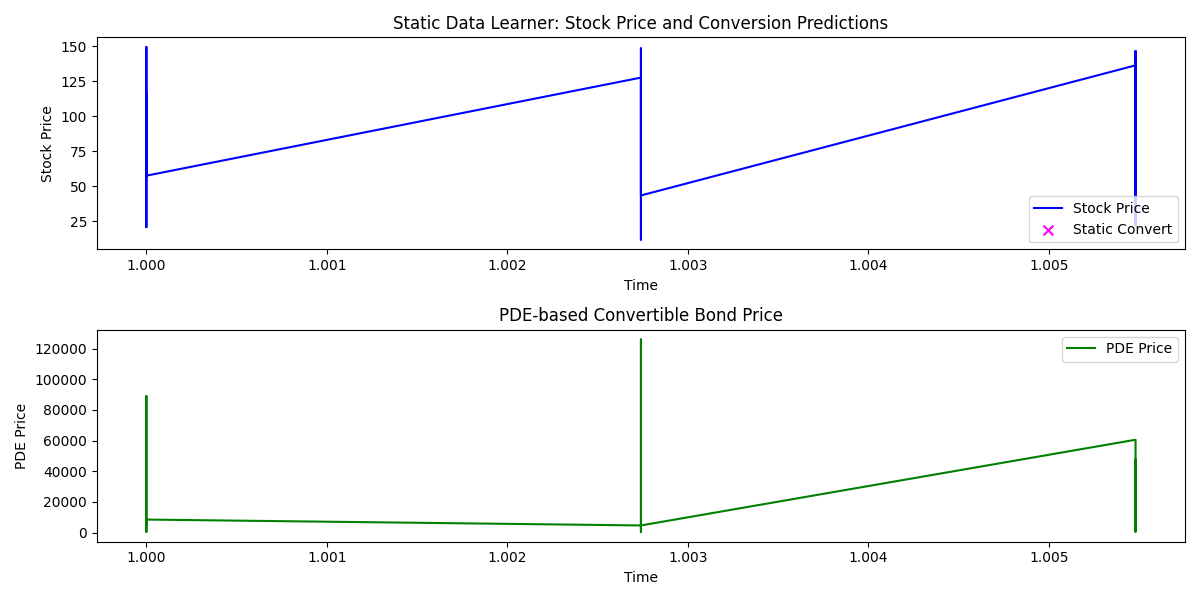 Static Data Learner: Stock Price and Conversion Predictions
150
125
100
75
50
25
Stock Price
Stock Price
Static Convert
1.000 1.001 1.002 1.003 1.004 1.005
Time
PDE-based Convertible Bond Price
120000
100000
80000
60000
40000
20000
0
PDE Price
PDE Price
1.000 1.001 1.002 1.003 1.004 1.005
Time